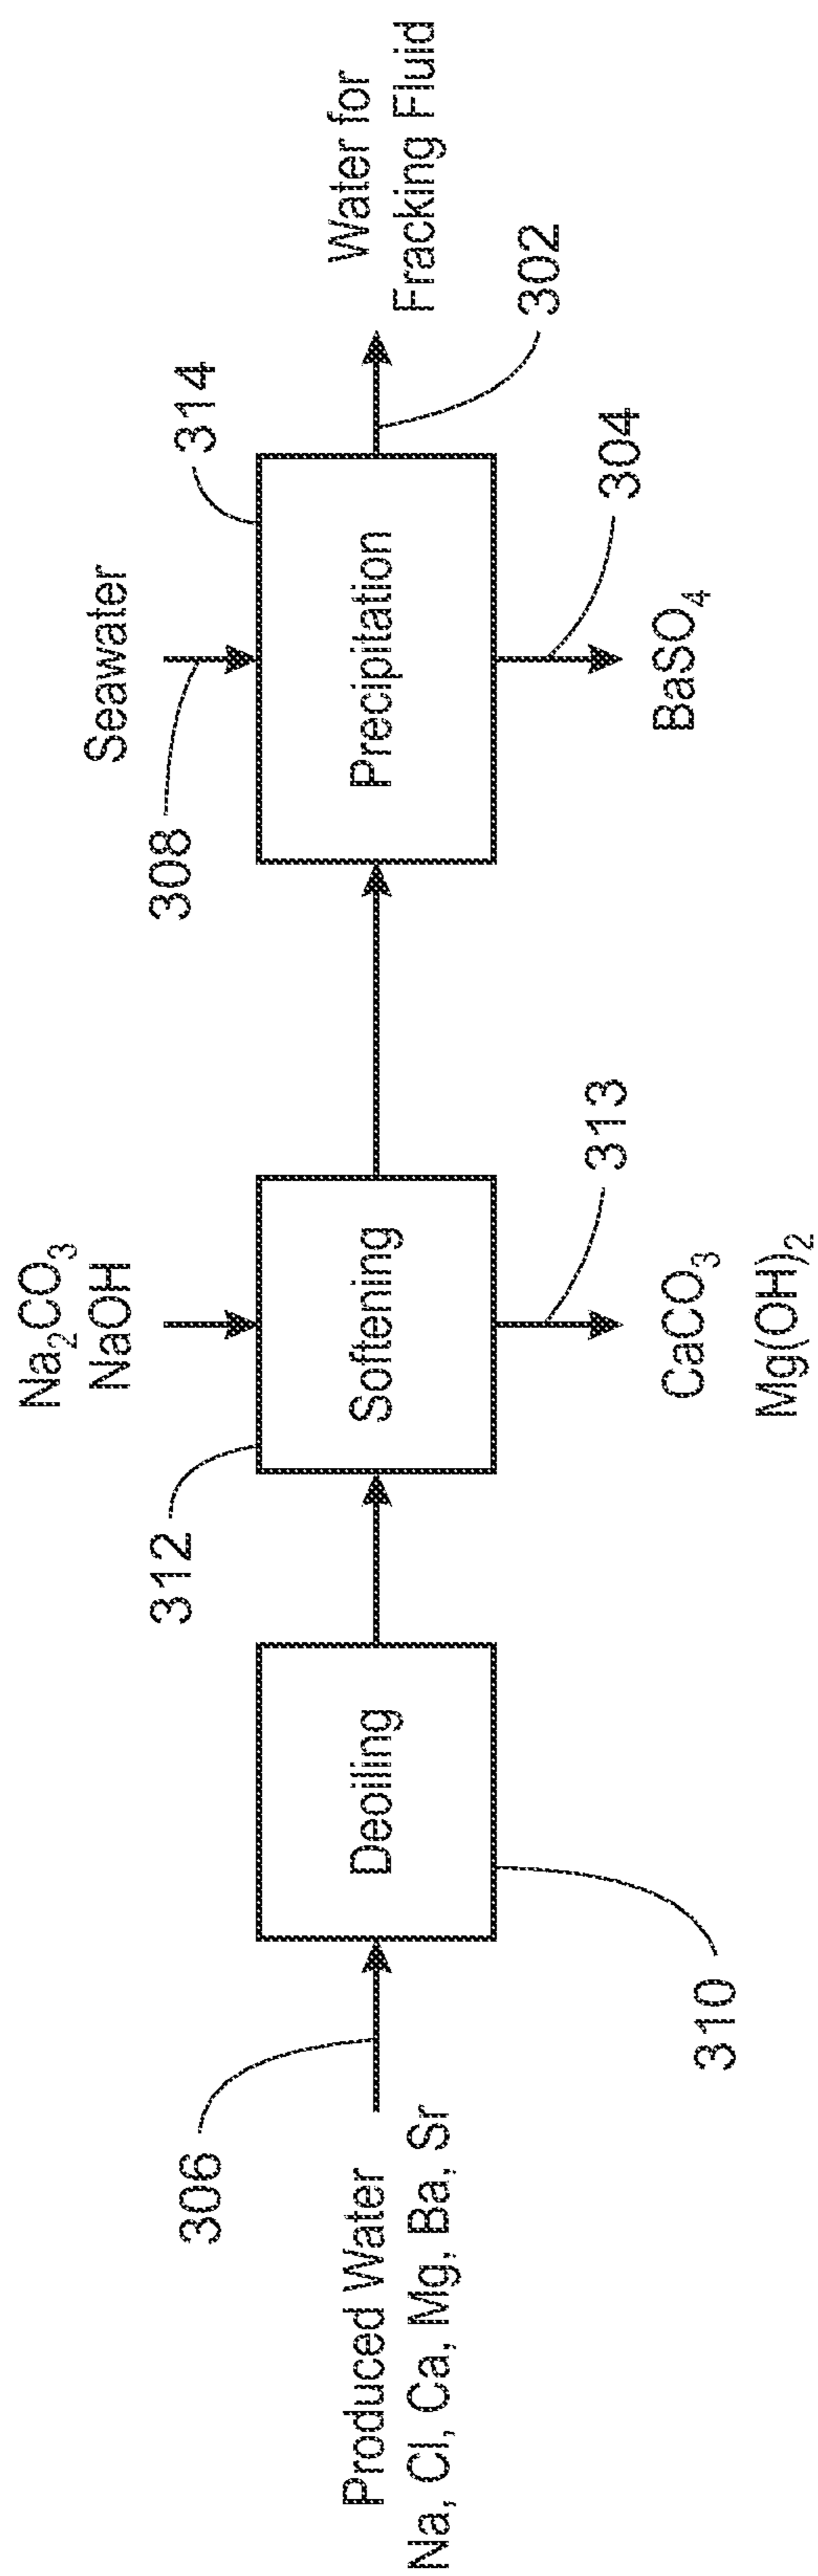 Produced Water
Na, Cl, Ca, Mg, Ba, Sr
306
Deoiling
310
Na₂CO₃
NaOH
312
Softening
313
CaCO₃
Mg(OH)₂
Seawater
308
314
Precipitation
304
BaSO₄
302
Water for
Fracking Fluid